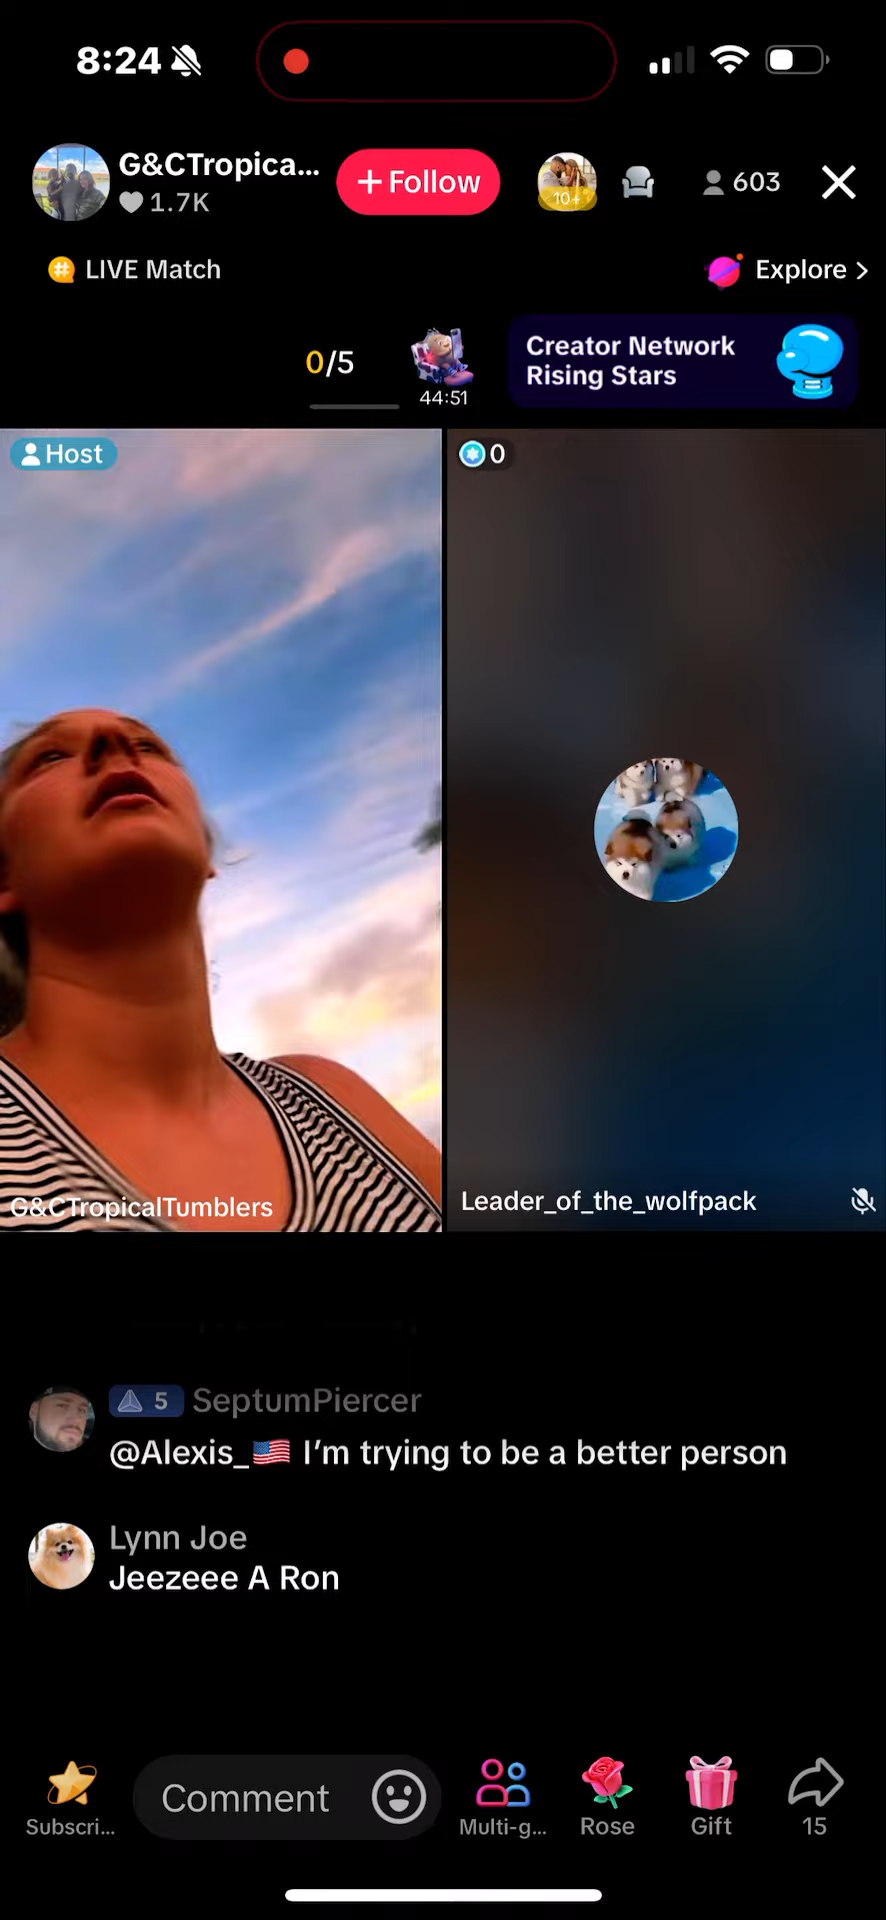 8:24
G&CTropica...
1.7K
+ Follow
10+
603
LIVE Match
Explore >
0/5
44:51
Creator Network
Rising Stars
Host
0
G&CTropicalTumblers
Leader_of_the_wolfpack
5 SeptumPiercer
@Alexis_🇺🇸 I’m trying to be a better person
Lynn Joe
Jeezeee A Ron
Subscri...
Comment
Multi-g...
Rose
Gift
15